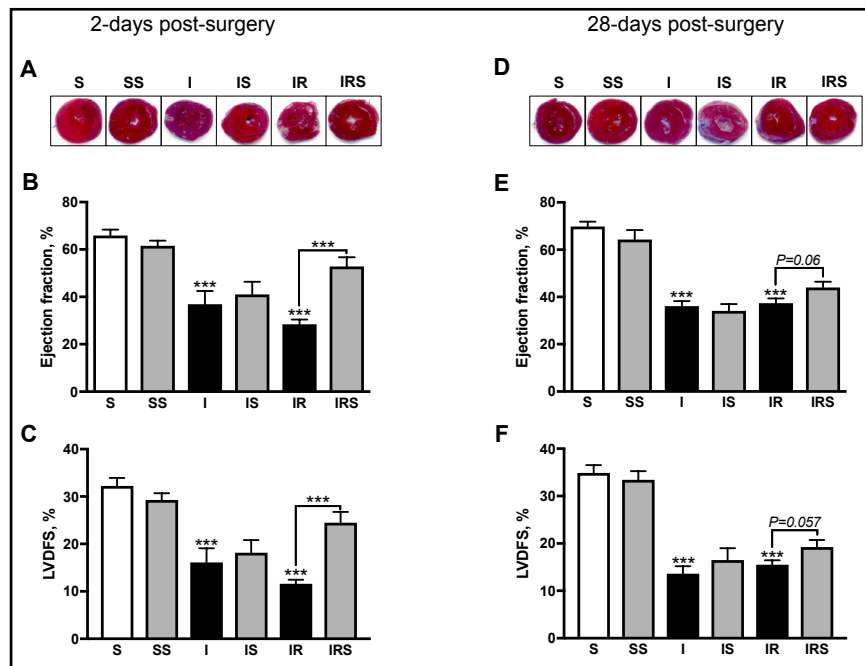 2-days post-surgery
28-days post-surgery
A
S SS I IS IR IRS
D
S SS I IS IR IRS
B
Ejection fraction, %
80
60
40
20
0
***
***
***
S SS I IS IR IRS
E
Ejection fraction, %
80
60
40
20
0
***
***
P=0.06
S SS I IS IR IRS
C
LVDFS, %
40
30
20
10
0
***
***
***
S SS I IS IR IRS
F
LVDFS, %
40
30
20
10
0
***
***
P=0.057
S SS I IS IR IRS